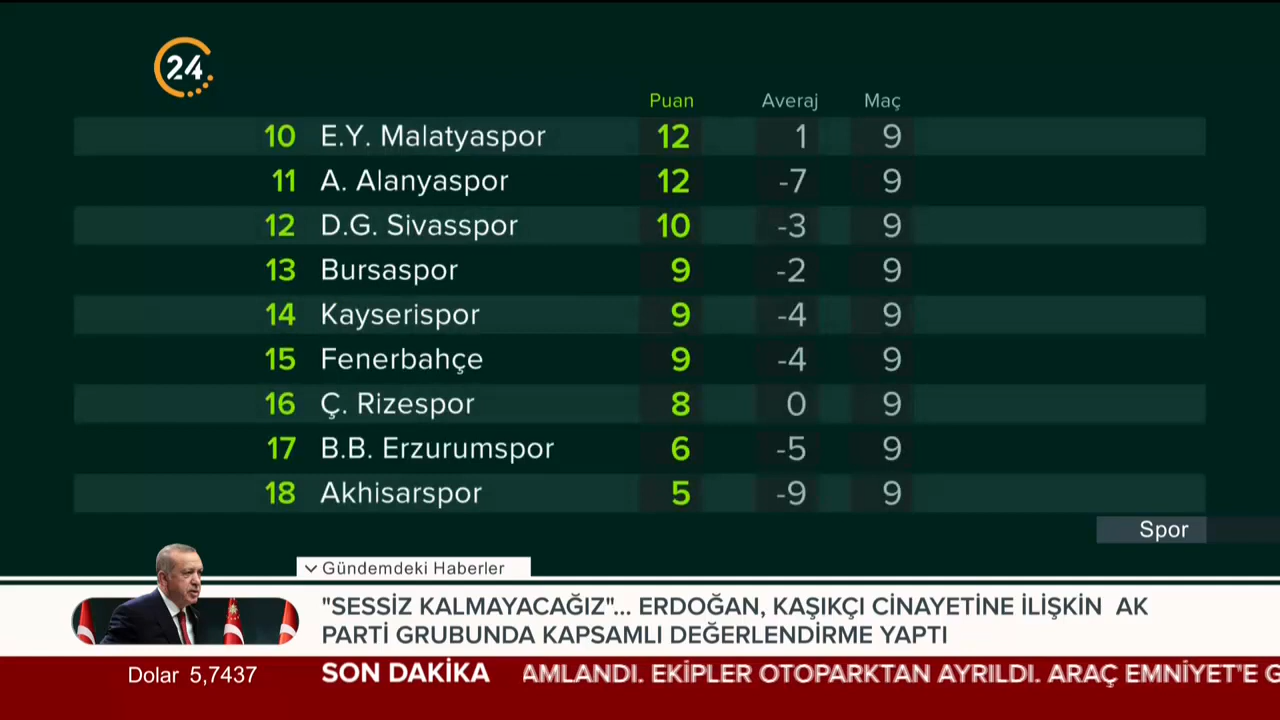 24
Puan Averaj Maç
10 E.Y. Malatyaspor 12 1 9
11 A. Alanyaspor 12 -7 9
12 D.G. Sivasspor 10 -3 9
13 Bursaspor 9 -2 9
14 Kayserispor 9 -4 9
15 Fenerbahçe 9 -4 9
16 Ç. Rizespor 8 0 9
17 B.B. Erzurumspor 6 -5 9
18 Akhisarspor 5 -9 9
Spor
Gündemdeki Haberler
"SESSİZ KALMAYACAĞIZ"... ERDOĞAN, KAŞIKÇI CİNAYETİNE İLİŞKİN AK
PARTİ GRUBUNDA KAPSAMLI DEĞERLENDİRME YAPTI
Dolar 5,7437 SON DAKİKA AMLANDI. EKİPLER OTOPARKTAN AYRILDI. ARAÇ EMNİYET'E G